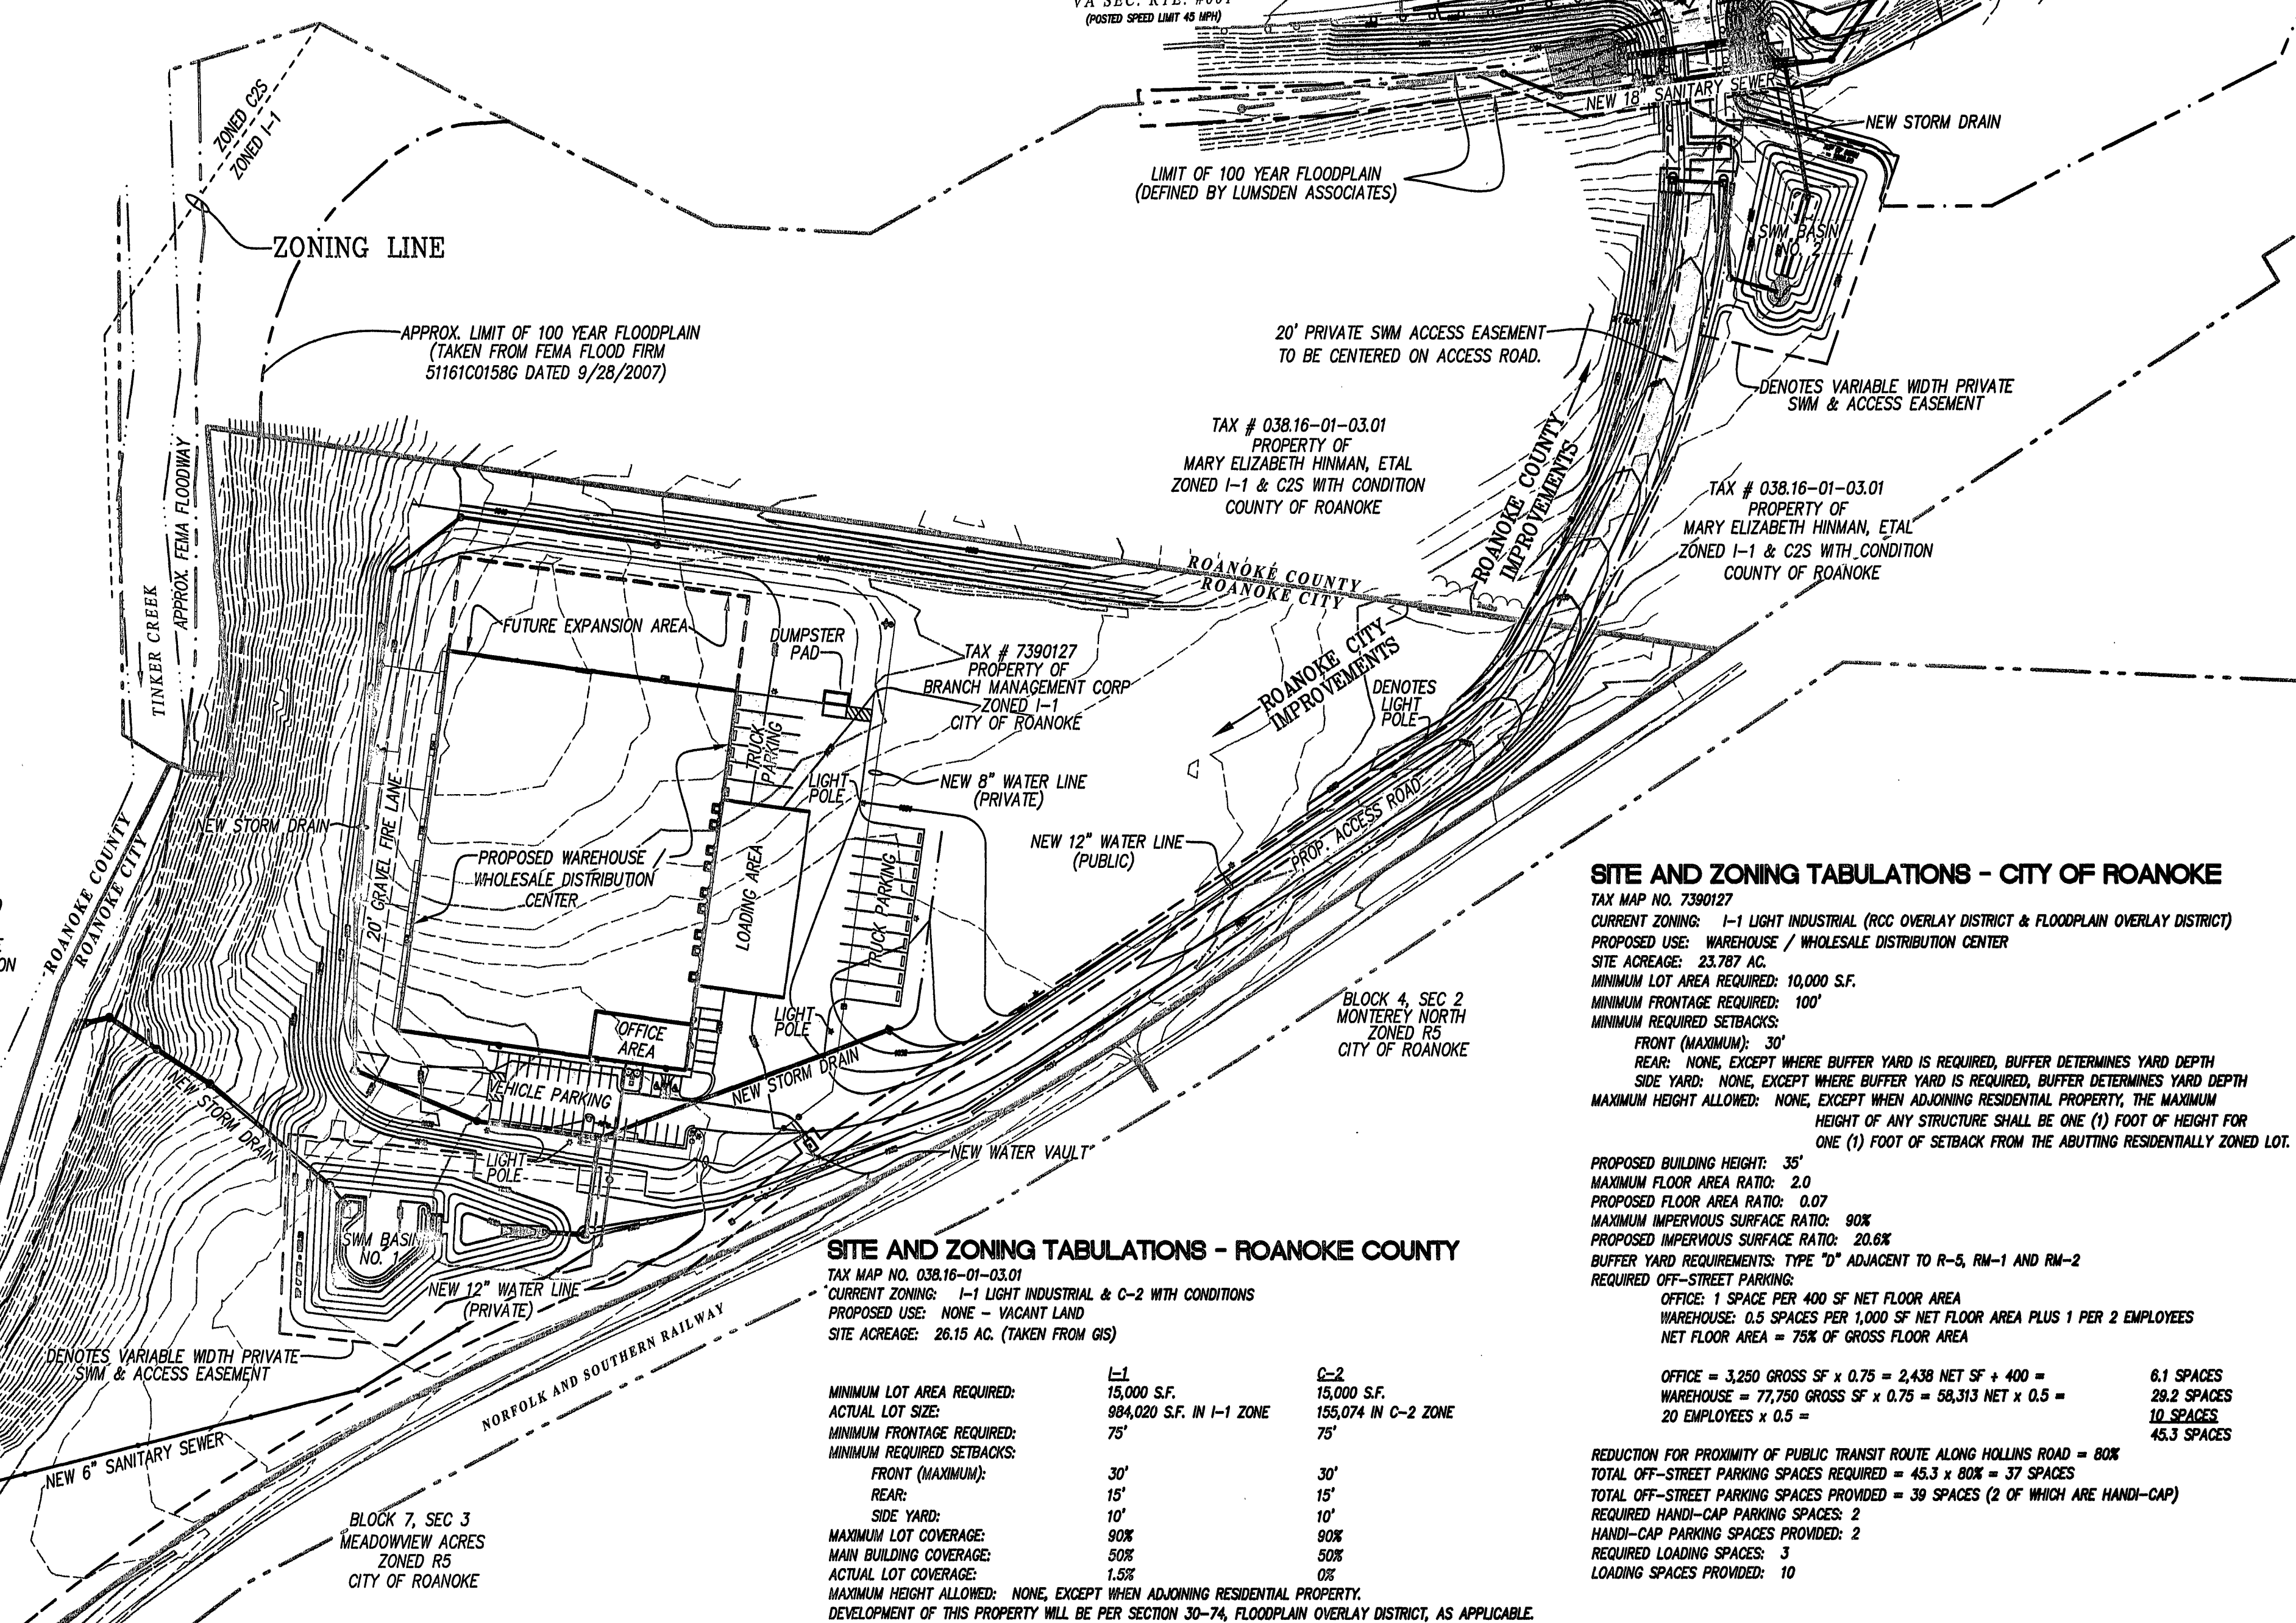 VA SEC. RTE. #601
(POSTED SPEED LIMIT 45 MPH)
NEW 18" SANITARY SEWER
NEW STORM DRAIN
LIMIT OF 100 YEAR FLOODPLAIN
(DEFINED BY LUMSDEN ASSOCIATES)
SWM BASIN
NO. 2
ZONED C2S
ZONED I-1
ZONING LINE
APPROX. LIMIT OF 100 YEAR FLOODPLAIN
(TAKEN FROM FEMA FLOOD FIRM
51161C0158G DATED 9/28/2007)
20' PRIVATE SWM ACCESS EASEMENT
TO BE CENTERED ON ACCESS ROAD.
DENOTES VARIABLE WIDTH PRIVATE
SWM & ACCESS EASEMENT
TAX # 038.16-01-03.01
PROPERTY OF
MARY ELIZABETH HINMAN, ETAL
ZONED I-1 & C2S WITH CONDITION
COUNTY OF ROANOKE
ROANOKE COUNTY
IMPROVEMENTS
TAX # 038.16-01-03.01
PROPERTY OF
MARY ELIZABETH HINMAN, ETAL
ZONED I-1 & C2S WITH CONDITION
COUNTY OF ROANOKE
TINKER CREEK
APPROX. FEMA FLOODWAY
ROANOKE COUNTY
ROANOKE CITY
ROANOKE CITY
IMPROVEMENTS
FUTURE EXPANSION AREA
DUMPSTER
PAD
TAX # 7390127
PROPERTY OF
BRANCH MANAGEMENT CORP
ZONED I-1
CITY OF ROANOKE
DENOTES
LIGHT
POLE
TRUCK
PARKING
LIGHT
POLE
NEW 8" WATER LINE
(PRIVATE)
NEW STORM DRAIN
20' GRAVEL FIRE LANE
PROPOSED WAREHOUSE
WHOLESALE DISTRIBUTION
CENTER
LOADING AREA
TRUCK PARKING
NEW 12" WATER LINE
(PUBLIC)
PROP. ACCESS ROAD
ROANOKE COUNTY
ROANOKE CITY
ON
BLOCK 4, SEC 2
MONTEREY NORTH
ZONED R5
CITY OF ROANOKE
OFFICE
AREA
LIGHT
POLE
VEHICLE PARKING
NEW STORM DRAIN
NEW STORM DRAIN
NEW WATER VAULT
LIGHT
POLE
SWM BASIN
NO. 1
NEW 12" WATER LINE
(PRIVATE)
DENOTES VARIABLE WIDTH PRIVATE
SWM & ACCESS EASEMENT
NORFOLK AND SOUTHERN RAILWAY
NEW 6" SANITARY SEWER
BLOCK 7, SEC 3
MEADOWVIEW ACRES
ZONED R5
CITY OF ROANOKE
SITE AND ZONING TABULATIONS - ROANOKE COUNTY
TAX MAP NO. 038.16-01-03.01
CURRENT ZONING: I-1 LIGHT INDUSTRIAL & C-2 WITH CONDITIONS
PROPOSED USE: NONE - VACANT LAND
SITE ACREAGE: 26.15 AC. (TAKEN FROM GIS)
I-1 C-2
MINIMUM LOT AREA REQUIRED: 15,000 S.F. 15,000 S.F.
ACTUAL LOT SIZE: 984,020 S.F. IN I-1 ZONE 155,074 IN C-2 ZONE
MINIMUM FRONTAGE REQUIRED: 75' 75'
MINIMUM REQUIRED SETBACKS:
FRONT (MAXIMUM): 30' 30'
REAR: 15' 15'
SIDE YARD: 10' 10'
MAXIMUM LOT COVERAGE: 90% 90%
MAIN BUILDING COVERAGE: 50% 50%
ACTUAL LOT COVERAGE: 1.5% 0%
MAXIMUM HEIGHT ALLOWED: NONE, EXCEPT WHEN ADJOINING RESIDENTIAL PROPERTY.
DEVELOPMENT OF THIS PROPERTY WILL BE PER SECTION 30-74, FLOODPLAIN OVERLAY DISTRICT, AS APPLICABLE.
SITE AND ZONING TABULATIONS - CITY OF ROANOKE
TAX MAP NO. 7390127
CURRENT ZONING: I-1 LIGHT INDUSTRIAL (RCC OVERLAY DISTRICT & FLOODPLAIN OVERLAY DISTRICT)
PROPOSED USE: WAREHOUSE / WHOLESALE DISTRIBUTION CENTER
SITE ACREAGE: 23.787 AC.
MINIMUM LOT AREA REQUIRED: 10,000 S.F.
MINIMUM FRONTAGE REQUIRED: 100'
MINIMUM REQUIRED SETBACKS:
FRONT (MAXIMUM): 30'
REAR: NONE, EXCEPT WHERE BUFFER YARD IS REQUIRED, BUFFER DETERMINES YARD DEPTH
SIDE YARD: NONE, EXCEPT WHERE BUFFER YARD IS REQUIRED, BUFFER DETERMINES YARD DEPTH
MAXIMUM HEIGHT ALLOWED: NONE, EXCEPT WHEN ADJOINING RESIDENTIAL PROPERTY, THE MAXIMUM
HEIGHT OF ANY STRUCTURE SHALL BE ONE (1) FOOT OF HEIGHT FOR
ONE (1) FOOT OF SETBACK FROM THE ABUTTING RESIDENTIALLY ZONED LOT.
PROPOSED BUILDING HEIGHT: 35'
MAXIMUM FLOOR AREA RATIO: 2.0
PROPOSED FLOOR AREA RATIO: 0.07
MAXIMUM IMPERVIOUS SURFACE RATIO: 90%
PROPOSED IMPERVIOUS SURFACE RATIO: 20.6%
BUFFER YARD REQUIREMENTS: TYPE "D" ADJACENT TO R-5, RM-1 AND RM-2
REQUIRED OFF-STREET PARKING:
OFFICE: 1 SPACE PER 400 SF NET FLOOR AREA
WAREHOUSE: 0.5 SPACES PER 1,000 SF NET FLOOR AREA PLUS 1 PER 2 EMPLOYEES
NET FLOOR AREA = 75% OF GROSS FLOOR AREA
OFFICE = 3,250 GROSS SF x 0.75 = 2,438 NET SF ÷ 400 = 6.1 SPACES
WAREHOUSE = 77,750 GROSS SF x 0.75 = 58,313 NET x 0.5 = 29.2 SPACES
20 EMPLOYEES x 0.5 = 10 SPACES
45.3 SPACES
REDUCTION FOR PROXIMITY OF PUBLIC TRANSIT ROUTE ALONG HOLLINS ROAD = 80%
TOTAL OFF-STREET PARKING SPACES REQUIRED = 45.3 x 80% = 37 SPACES
TOTAL OFF-STREET PARKING SPACES PROVIDED = 39 SPACES (2 OF WHICH ARE HANDI-CAP)
REQUIRED HANDI-CAP PARKING SPACES: 2
HANDI-CAP PARKING SPACES PROVIDED: 2
REQUIRED LOADING SPACES: 3
LOADING SPACES PROVIDED: 10